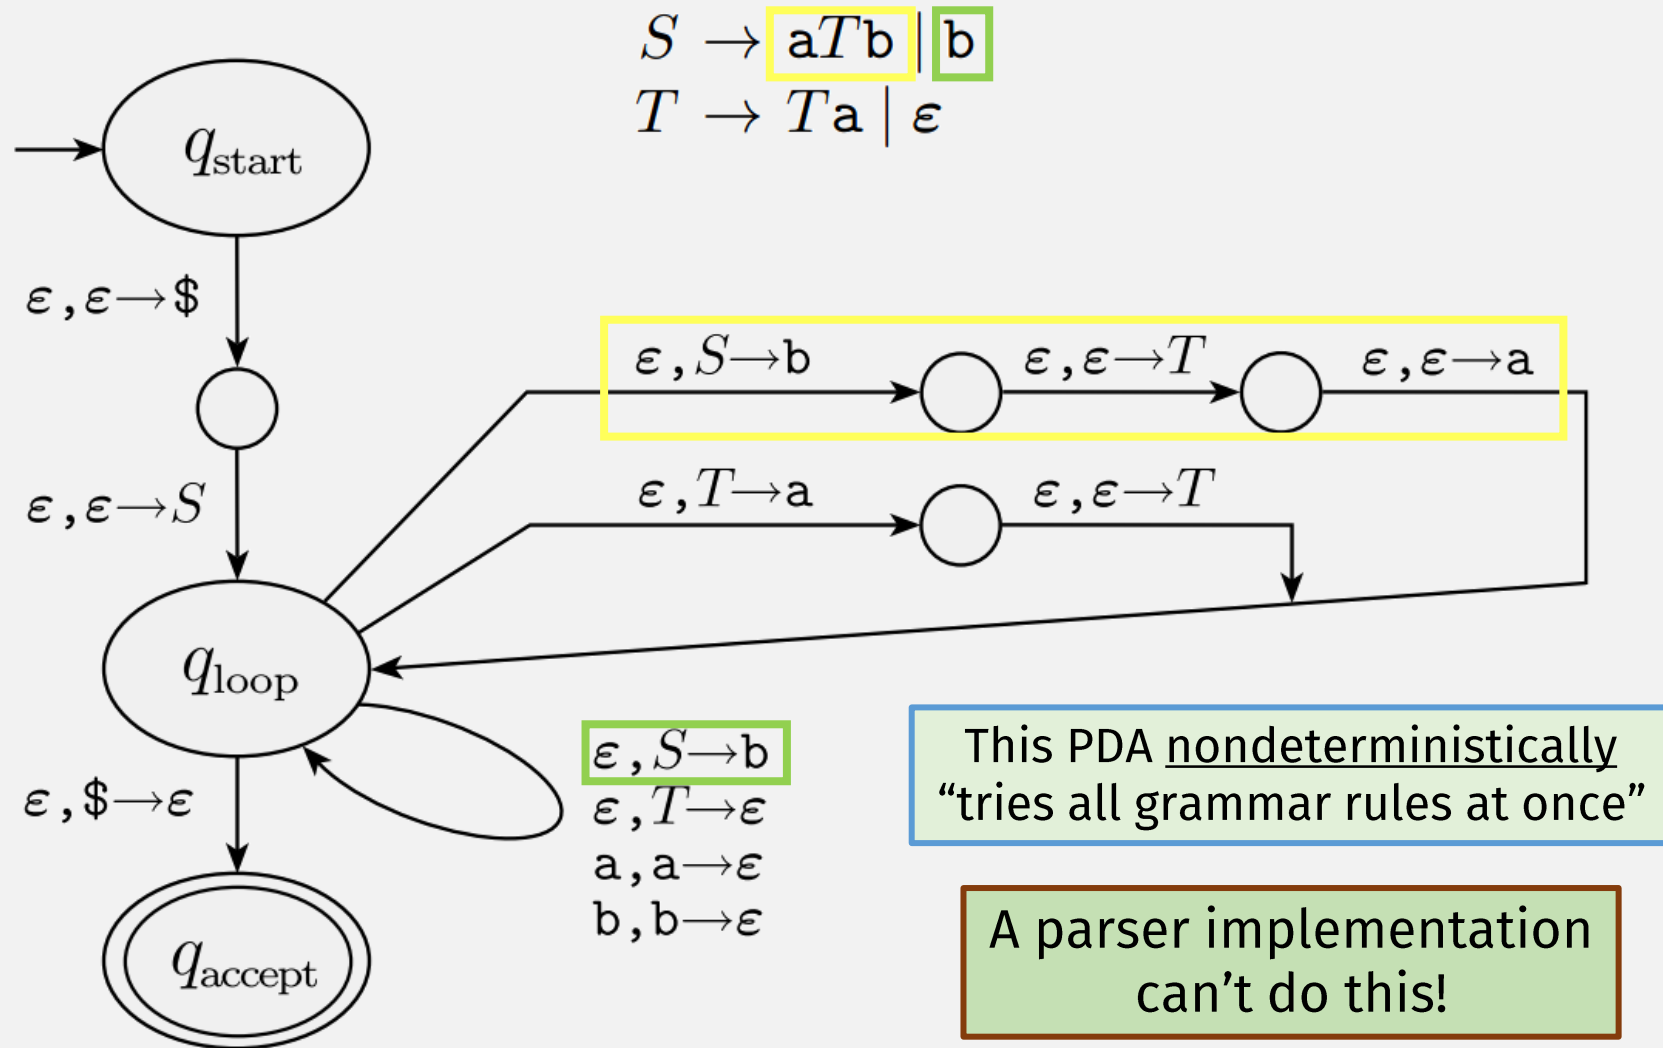 S → aTb | b
T → Ta | ε
q_start
ε,ε→$
ε,S→b
ε,ε→T
ε,ε→a
ε,ε→S
ε,T→a
ε,ε→T
q_loop
ε,S→b
ε,T→ε
a,a→ε
b,b→ε
ε,$→ε
q_accept
This PDA nondeterministically
“tries all grammar rules at once”
A parser implementation
can’t do this!